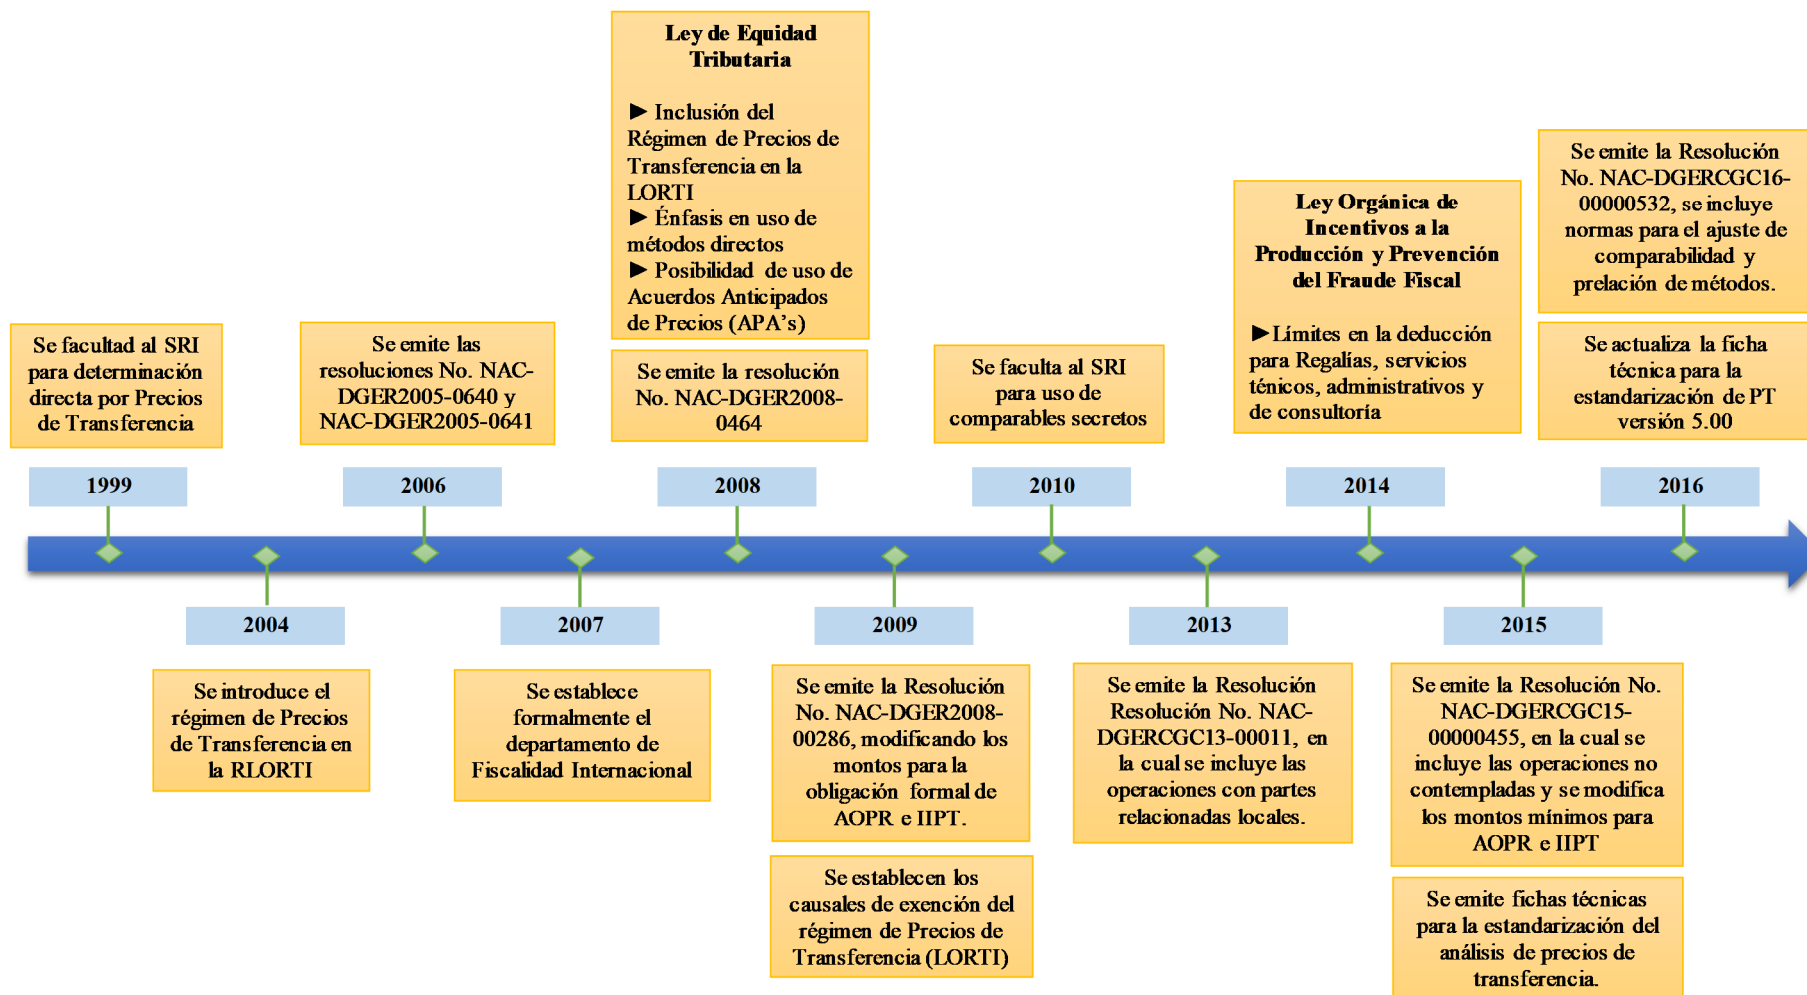 Ley de Equidad
Tributaria
► Inclusión del
Régimen de Precios de
Transferencia en la
LORTI
► Énfasis en uso de
métodos directos
► Posibilidad de uso de
Acuerdos Anticipados
de Precios (APA's)
Se emite la Resolución
No. NAC-DGERCGC16-
00000532, se incluye
normas para el ajuste de
comparabilidad y
prelación de métodos.
Ley Orgánica de
Incentivos a la
Producción y Prevención
del Fraude Fiscal
►Límites en la deducción
para Regalías, servicios
ténicos, administrativos y
de consultoría
Se facultad al SRI
para determinación
directa por Precios
de Transferencia
Se emite las
resoluciones No. NAC-
DGER2005-0640 y
NAC-DGER2005-0641
Se emite la resolución
No. NAC-DGER2008-
0464
Se faculta al SRI
para uso de
comparables secretos
Se actualiza la ficha
técnica para la
estandarización de PT
versión 5.00
1999
2006
2008
2010
2014
2016
2004
2007
2009
2013
2015
Se introduce el
régimen de Precios
de Transferencia en
la RLORTI
Se establece
formalmente el
departamento de
Fiscalidad Internacional
Se emite la Resolución
No. NAC-DGER2008-
00286, modificando los
montos para la
obligación formal de
AOPR e IIPT.
Se establecen los
causales de exención del
régimen de Precios de
Transferencia (LORTI)
Se emite la Resolución
Resolución No. NAC-
DGERCGC13-00011, en
la cual se incluye las
operaciones con partes
relacionadas locales.
Se emite la Resolución No.
NAC-DGERCGC15-
00000455, en la cual se
incluye las operaciones no
contempladas y se modifica
los montos mínimos para
AOPR e IIPT
Se emite fichas técnicas
para la estandarización del
análisis de precios de
transferencia.